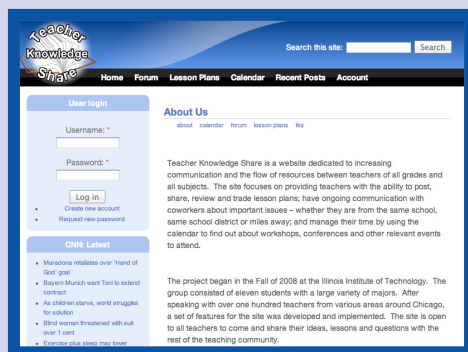 Teacher
Knowledge
Share
Search this site:
Search
Home Forum Lesson Plans Calendar Recent Posts Account
User login
Username: *
Password: *
Log in
Create new account
Request new password
CNN: Latest
Maradona retaliates over 'Hand of
God' goal
Bayern Munich want Toni to extend
contract
As children starve, world struggles
for solution
Blind woman threatened with suit
over 1 cent
Exercise plus sleep may lower
About Us
about calendar forum lesson plans tks
Teacher Knowledge Share is a website dedicated to increasing
communication and the flow of resources between teachers of all grades and
all subjects. The site focuses on providing teachers with the ability to post,
share, review and trade lesson plans; have ongoing communication with
coworkers about important issues – whether they are from the same school,
same school district or miles away; and manage their time by using the
calendar to find out about workshops, conferences and other relevant events
to attend.
The project began in the Fall of 2008 at the Illinois Institute of Technology. The
group consisted of eleven students with a large variety of majors. After
speaking with over one hundred teachers from various areas around Chicago,
a set of features for the site was developed and implemented. The site is open
to all teachers to come and share their ideas, lessons and questions with the
rest of the teaching community.